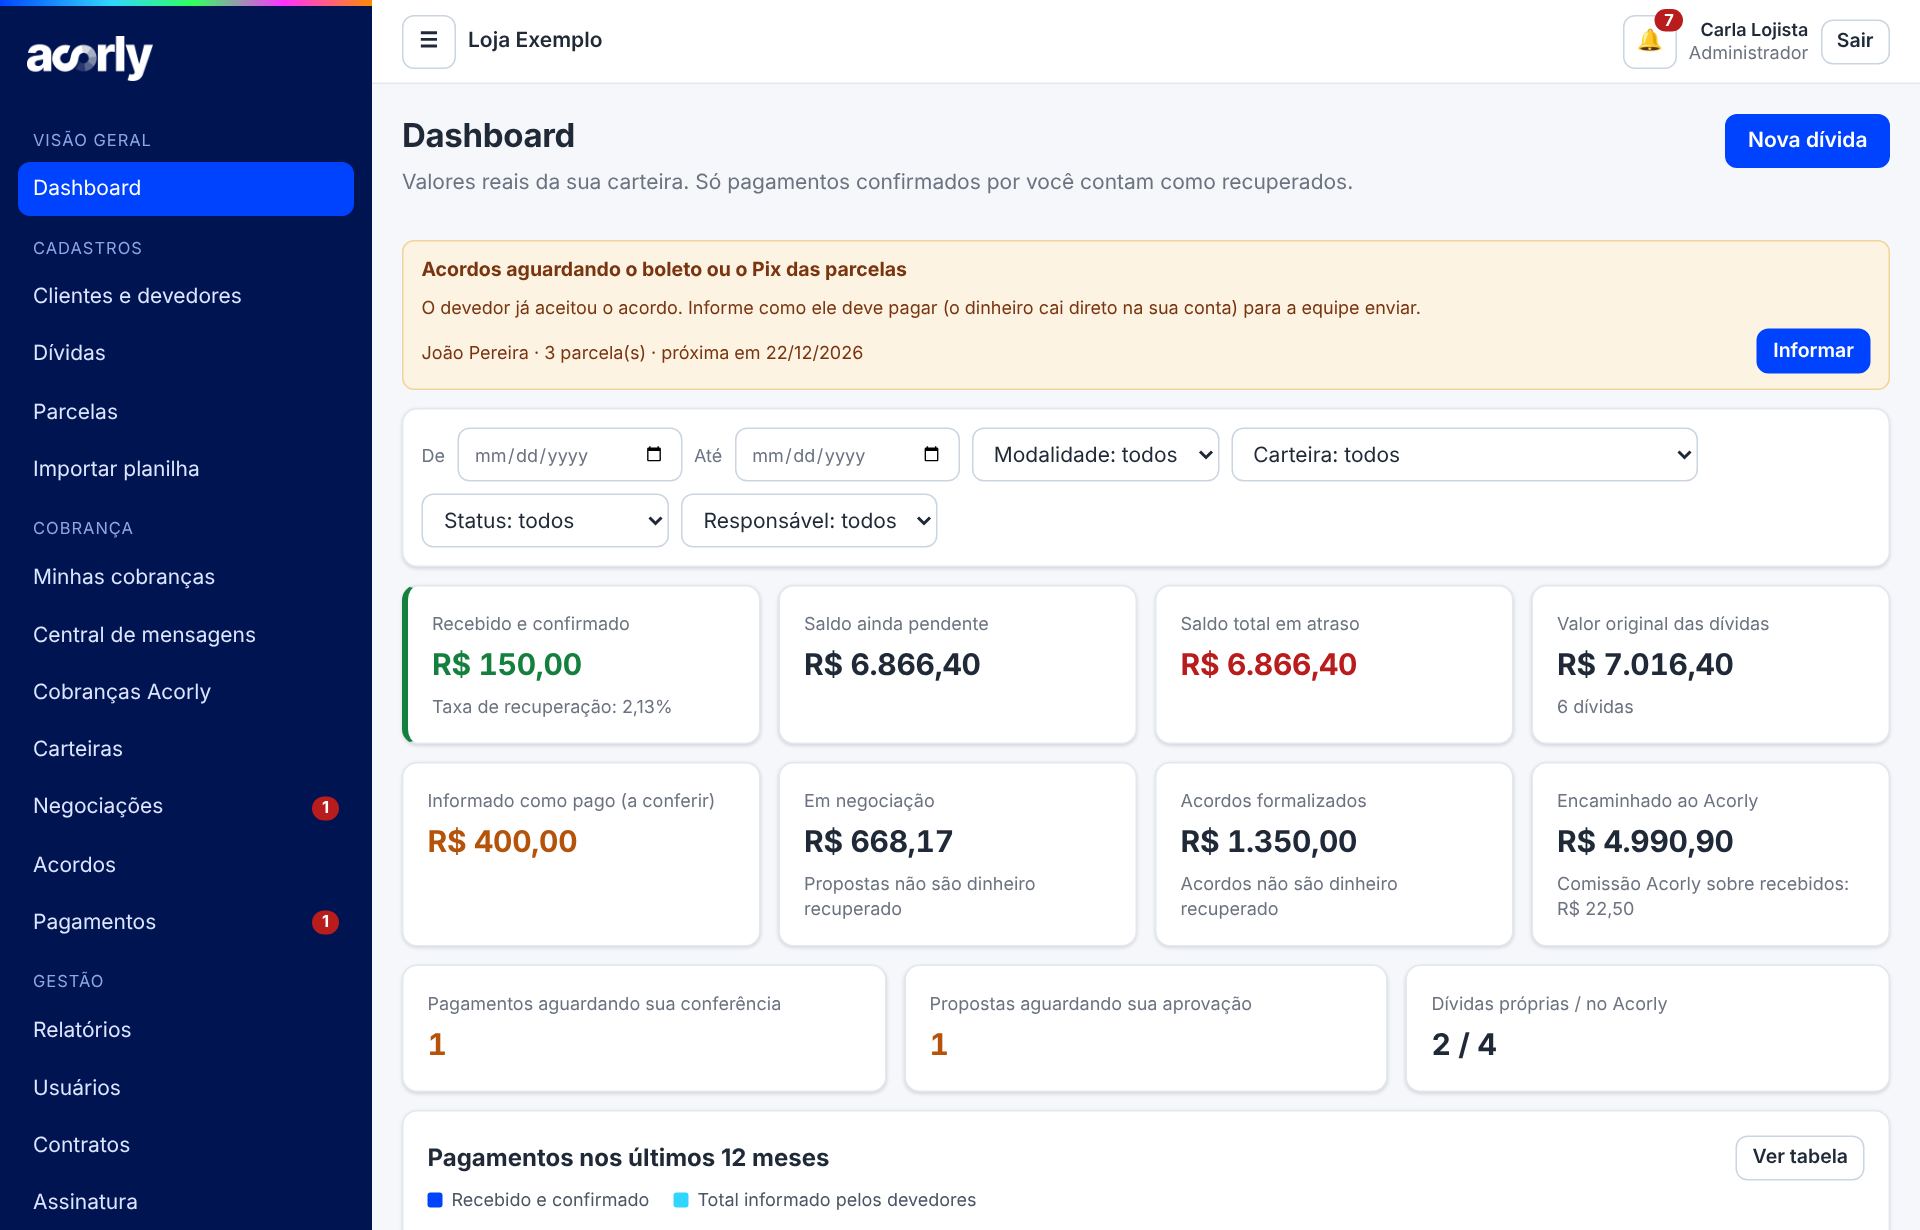 acorly
VISÃO GERAL
Dashboard
CADASTROS
Clientes e devedores
Dívidas
Parcelas
Importar planilha
COBRANÇA
Minhas cobranças
Central de mensagens
Cobranças Acorly
Carteiras
Negociações 1
Acordos
Pagamentos 1
GESTÃO
Relatórios
Usuários
Contratos
Assinatura
Loja Exemplo
7
Carla Lojista
Administrador
Sair
Dashboard
Nova dívida
Valores reais da sua carteira. Só pagamentos confirmados por você contam como recuperados.
Acordos aguardando o boleto ou o Pix das parcelas
O devedor já aceitou o acordo. Informe como ele deve pagar (o dinheiro cai direto na sua conta) para a equipe enviar.
João Pereira · 3 parcela(s) · próxima em 22/12/2026
Informar
De mm/dd/yyyy Até mm/dd/yyyy Modalidade: todos Carteira: todos
Status: todos Responsável: todos
Recebido e confirmado
R$ 150,00
Taxa de recuperação: 2,13%
Saldo ainda pendente
R$ 6.866,40
Saldo total em atraso
R$ 6.866,40
Valor original das dívidas
R$ 7.016,40
6 dívidas
Informado como pago (a conferir)
R$ 400,00
Em negociação
R$ 668,17
Propostas não são dinheiro
recuperado
Acordos formalizados
R$ 1.350,00
Acordos não são dinheiro
recuperado
Encaminhado ao Acorly
R$ 4.990,90
Comissão Acorly sobre recebidos:
R$ 22,50
Pagamentos aguardando sua conferência
1
Propostas aguardando sua aprovação
1
Dívidas próprias / no Acorly
2 / 4
Pagamentos nos últimos 12 meses
Ver tabela
Recebido e confirmado Total informado pelos devedores